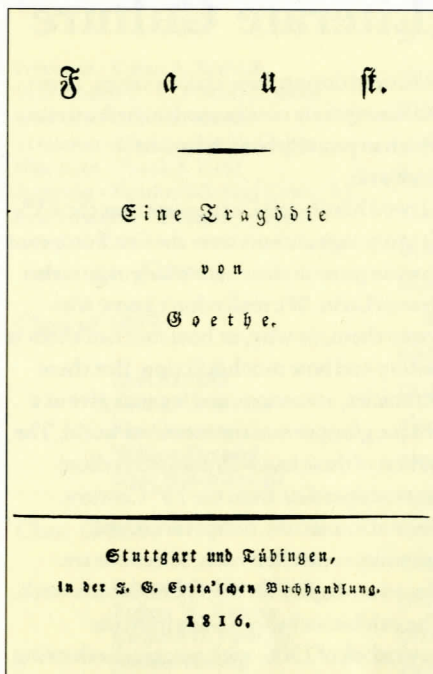 Faust.
Eine Tragödie
von
Goethe.
Stuttgart und Tübingen,
in der J. G. Cotta'schen Buchhandlung.
1816.